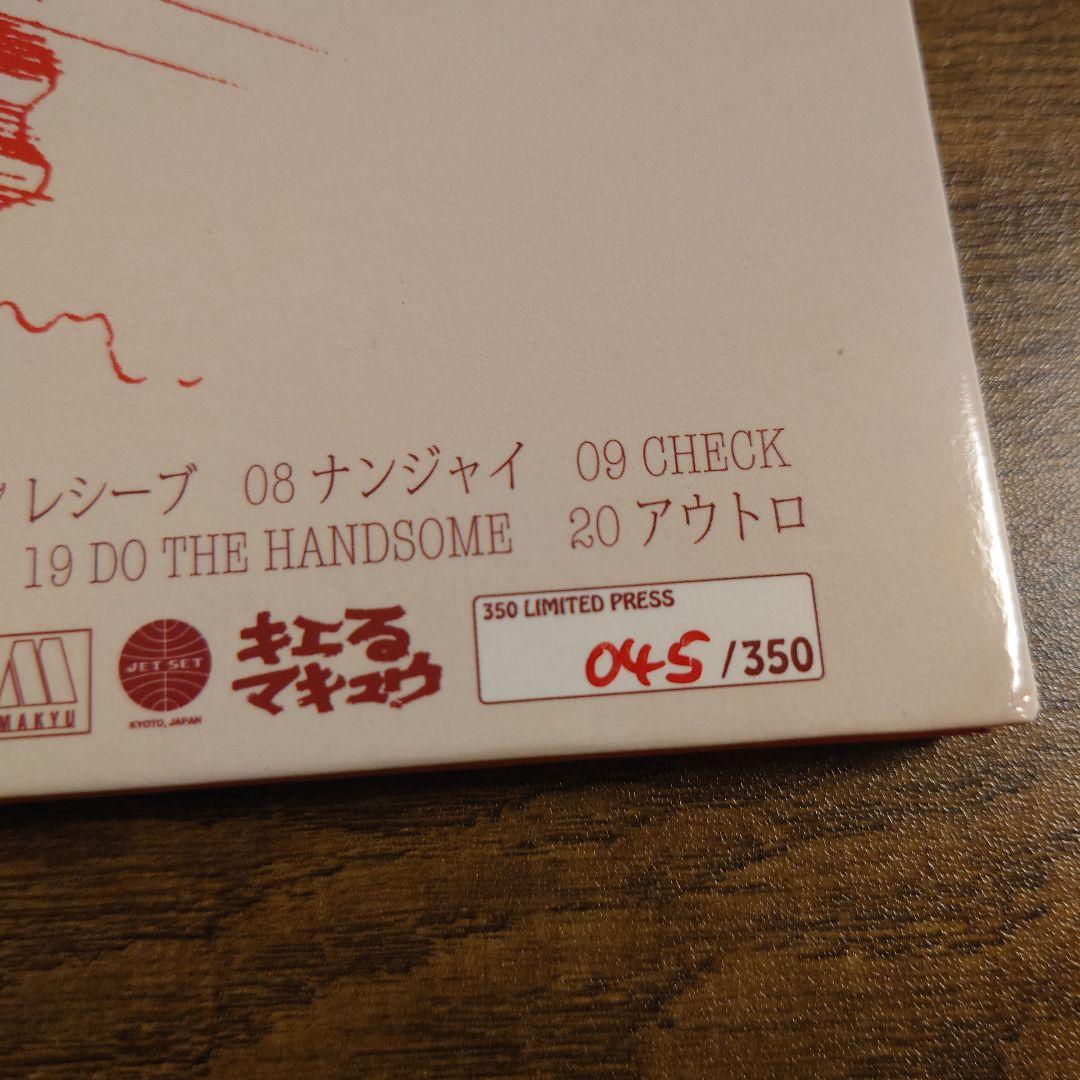 レシーブ 08 ナンジャイ 09 CHECK
19 DO THE HANDSOME 20 アウトロ
MAKYU
JET SET
KYOTO, JAPAN
キエる
マキュウ
350 LIMITED PRESS
045 /350